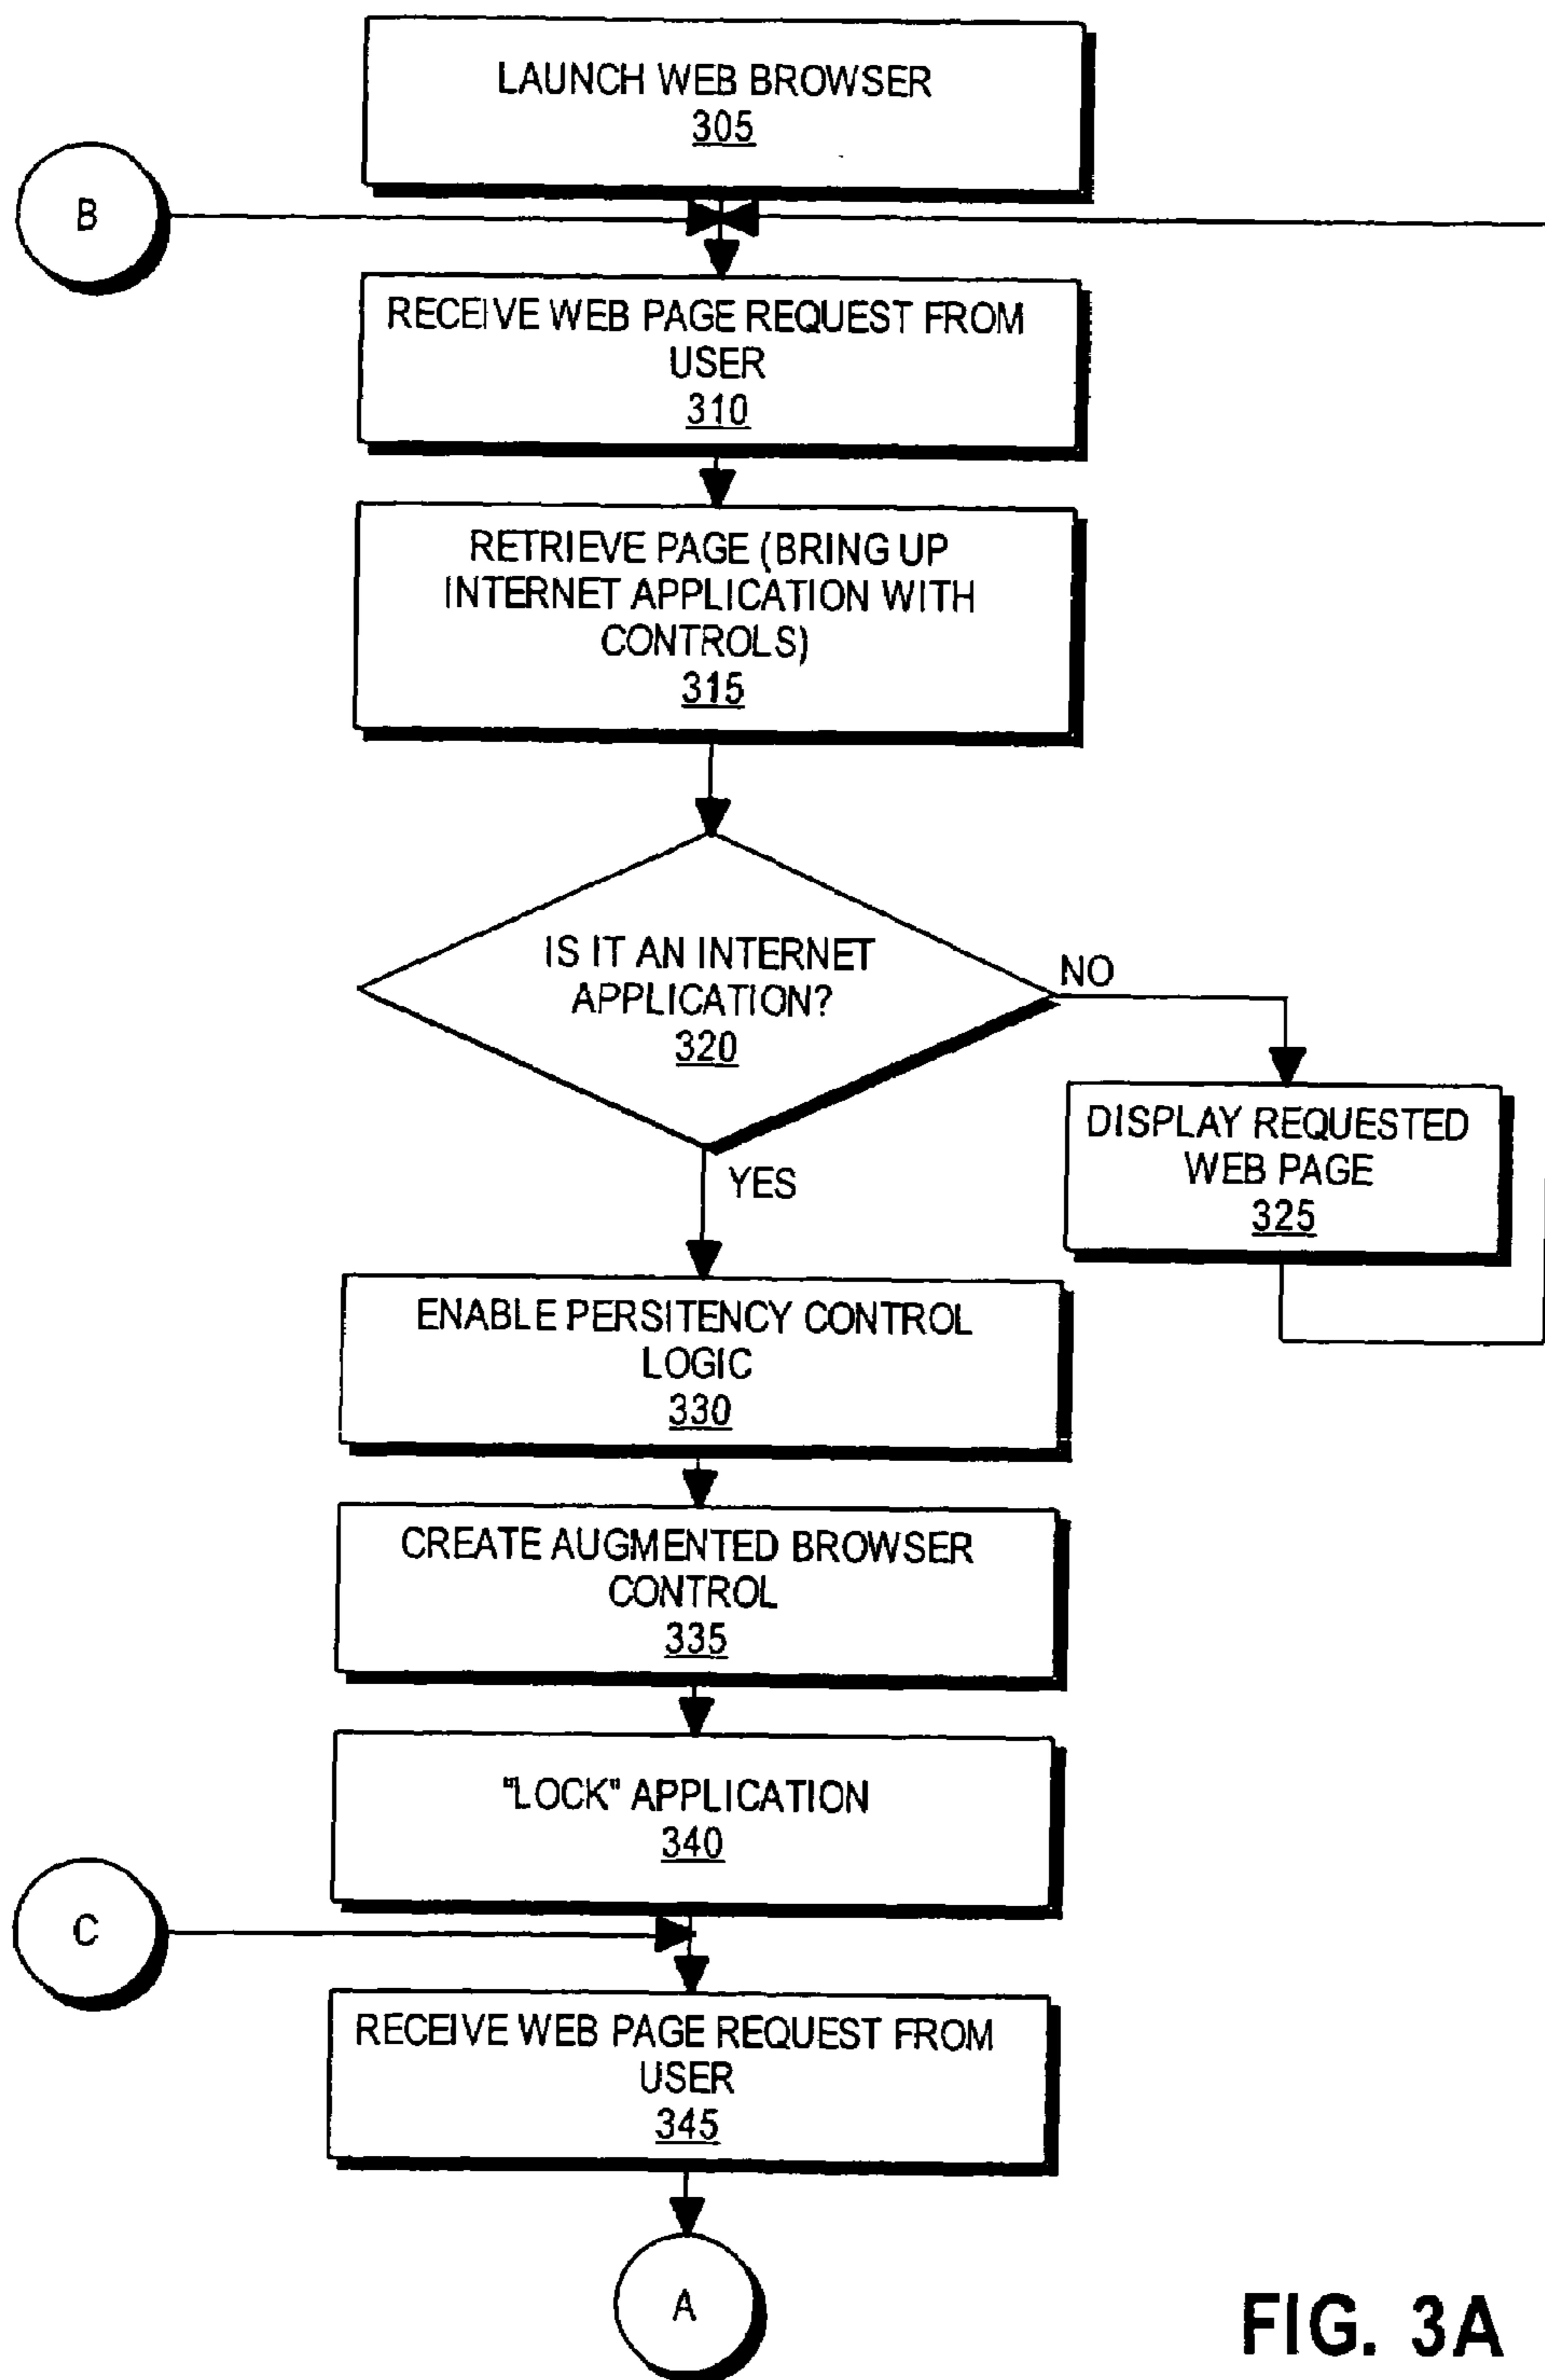 LAUNCH WEB BROWSER
305
B
RECEIVE WEB PAGE REQUEST FROM
USER
310
RETRIEVE PAGE (BRING UP
INTERNET APPLICATION WITH
CONTROLS)
315
IS IT AN INTERNET
APPLICATION?
320
NO
DISPLAY REQUESTED
WEB PAGE
325
YES
ENABLE PERSITENCY CONTROL
LOGIC
330
CREATE AUGMENTED BROWSER
CONTROL
335
"LOCK" APPLICATION
340
C
RECEIVE WEB PAGE REQUEST FROM
USER
345
A
FIG. 3A